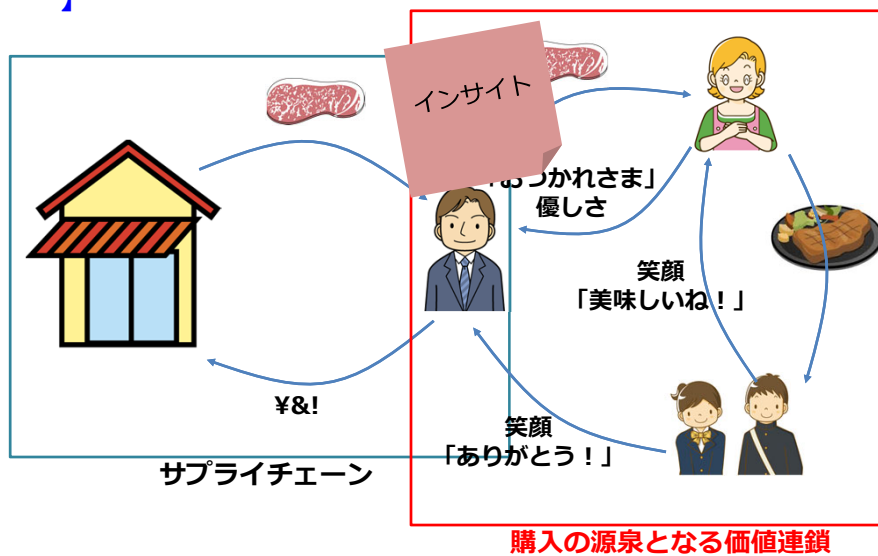 】
インサイト
「おつかれさま」
優しさ
笑顔
「美味しいね！」
¥&!
笑顔
「ありがとう！」
サプライチェーン
購入の源泉となる価値連鎖